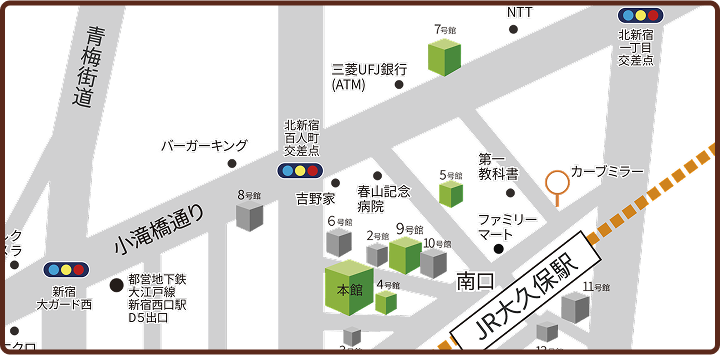 NTT
7号館
北新宿
一丁目
交差点
青梅街道
三菱UFJ銀行
(ATM)
北新宿
百人町
交差点
バーガーキング
第一
教科書
カーブミラー
5号館
春山記念
病院
吉野家
8号館
小滝橋通り
6号館
2号館
9号館
10号館
ファミリー
マート
南口
JR大久保駅
本館
4号館
11号館
新宿
大ガード西
都営地下鉄
大江戸線
新宿西口駅
D5出口